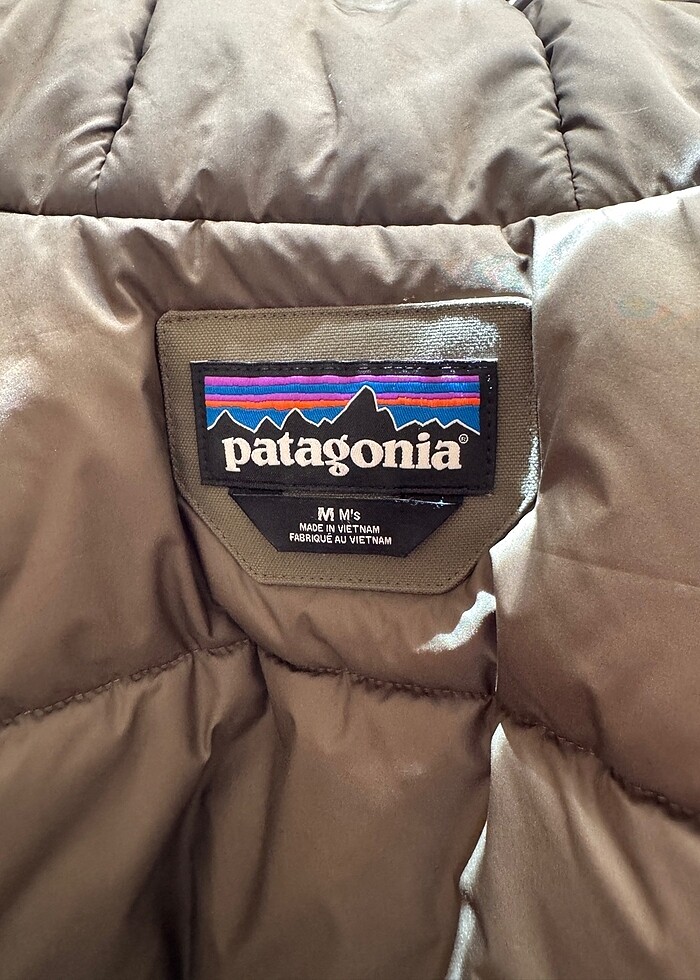 patagonia®
M M's
MADE IN VIETNAM
FABRIQUÉ AU VIETNAM